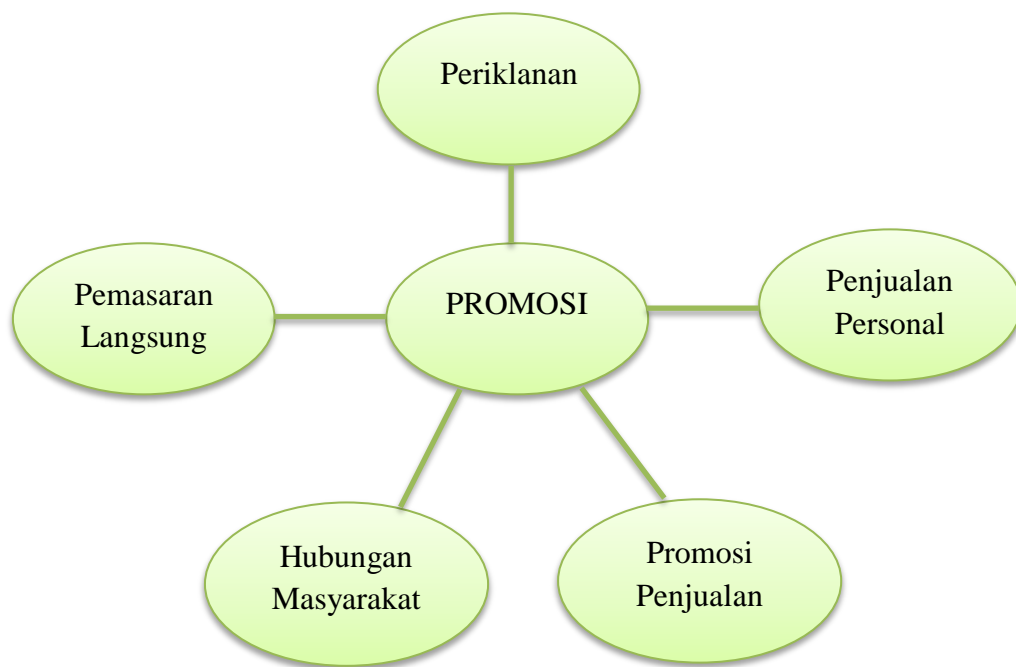 Periklanan
Pemasaran
Langsung
PROMOSI
Penjualan
Personal
Hubungan
Masyarakat
Promosi
Penjualan